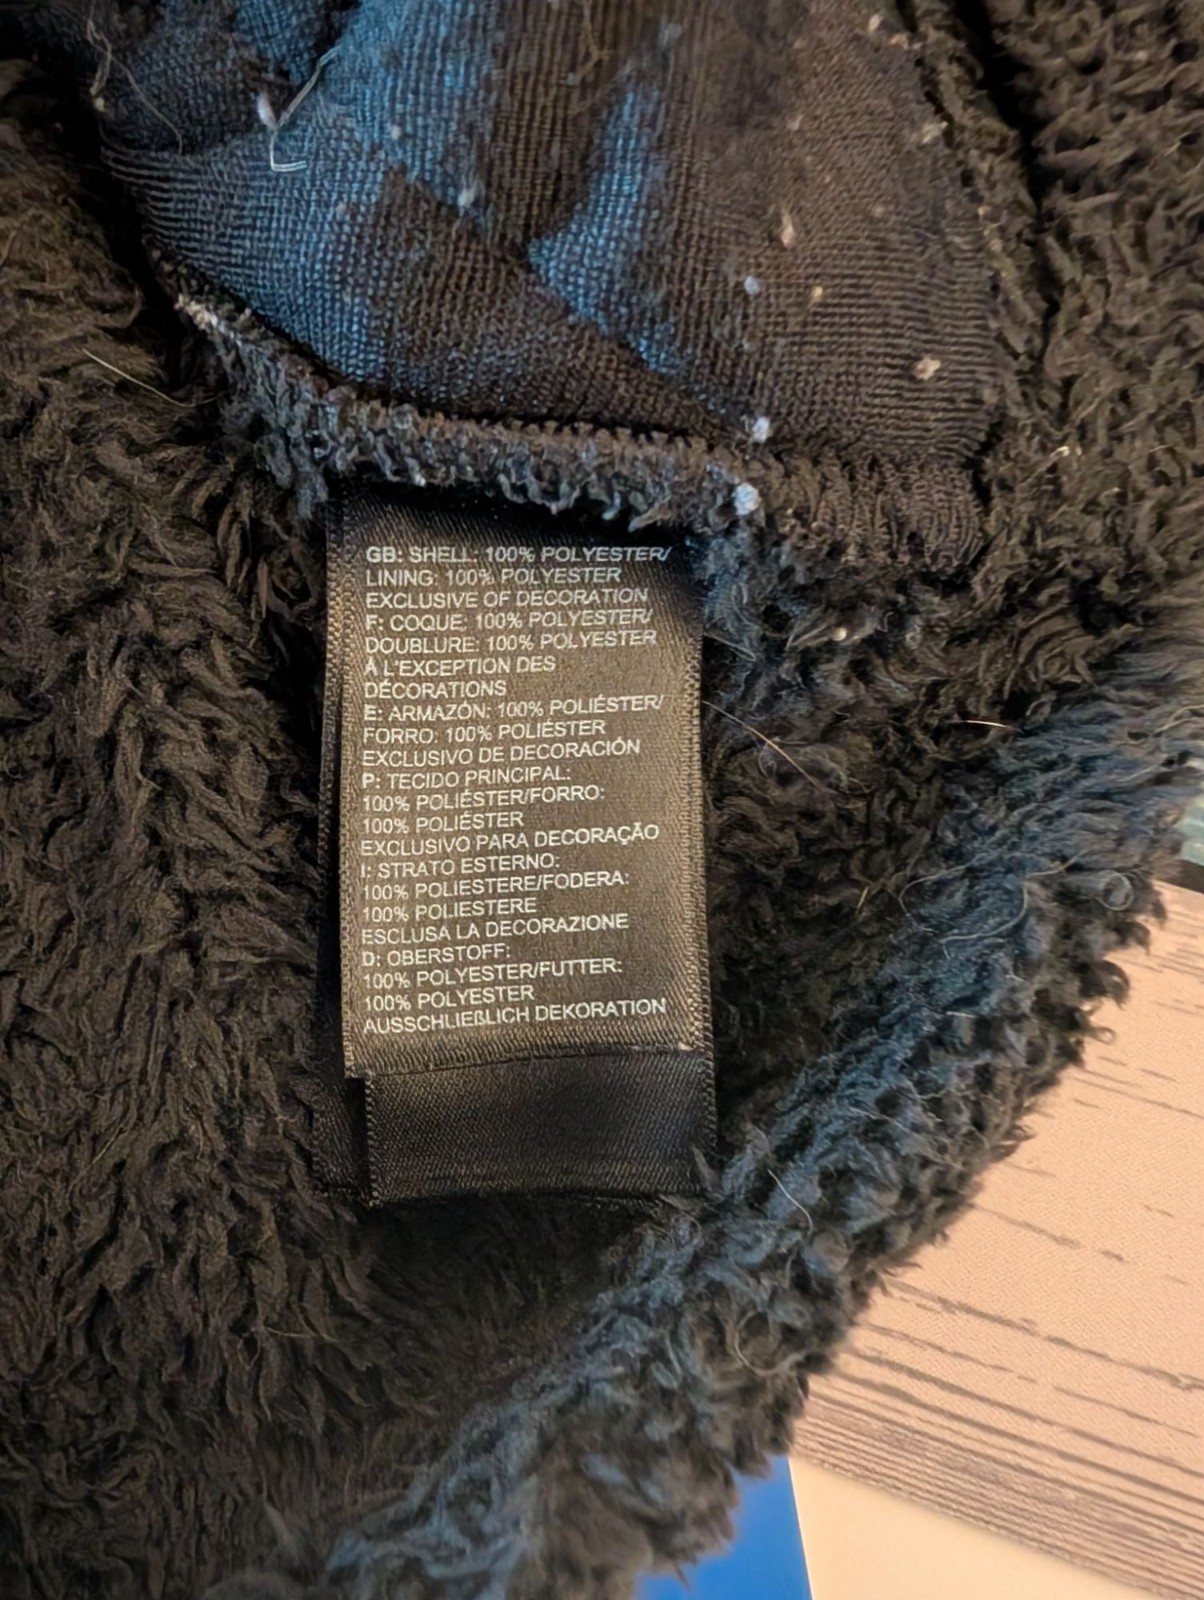 GB: SHELL: 100% POLYESTER/
LINING: 100% POLYESTER
EXCLUSIVE OF DECORATION
F: COQUE: 100% POLYESTER/
DOUBLURE: 100% POLYESTER
À L'EXCEPTION DES
DÉCORATIONS
E: ARMAZÓN: 100% POLIÉSTER/
FORRO: 100% POLIÉSTER
EXCLUSIVO DE DECORACIÓN
P: TECIDO PRINCIPAL:
100% POLIÉSTER/FORRO:
100% POLIÉSTER
EXCLUSIVO PARA DECORAÇÃO
I: STRATO ESTERNO:
100% POLIESTERE/FODERA:
100% POLIESTERE
ESCLUSA LA DECORAZIONE
D: OBERSTOFF:
100% POLYESTER/FUTTER:
100% POLYESTER
AUSSCHLIEßLICH DEKORATION